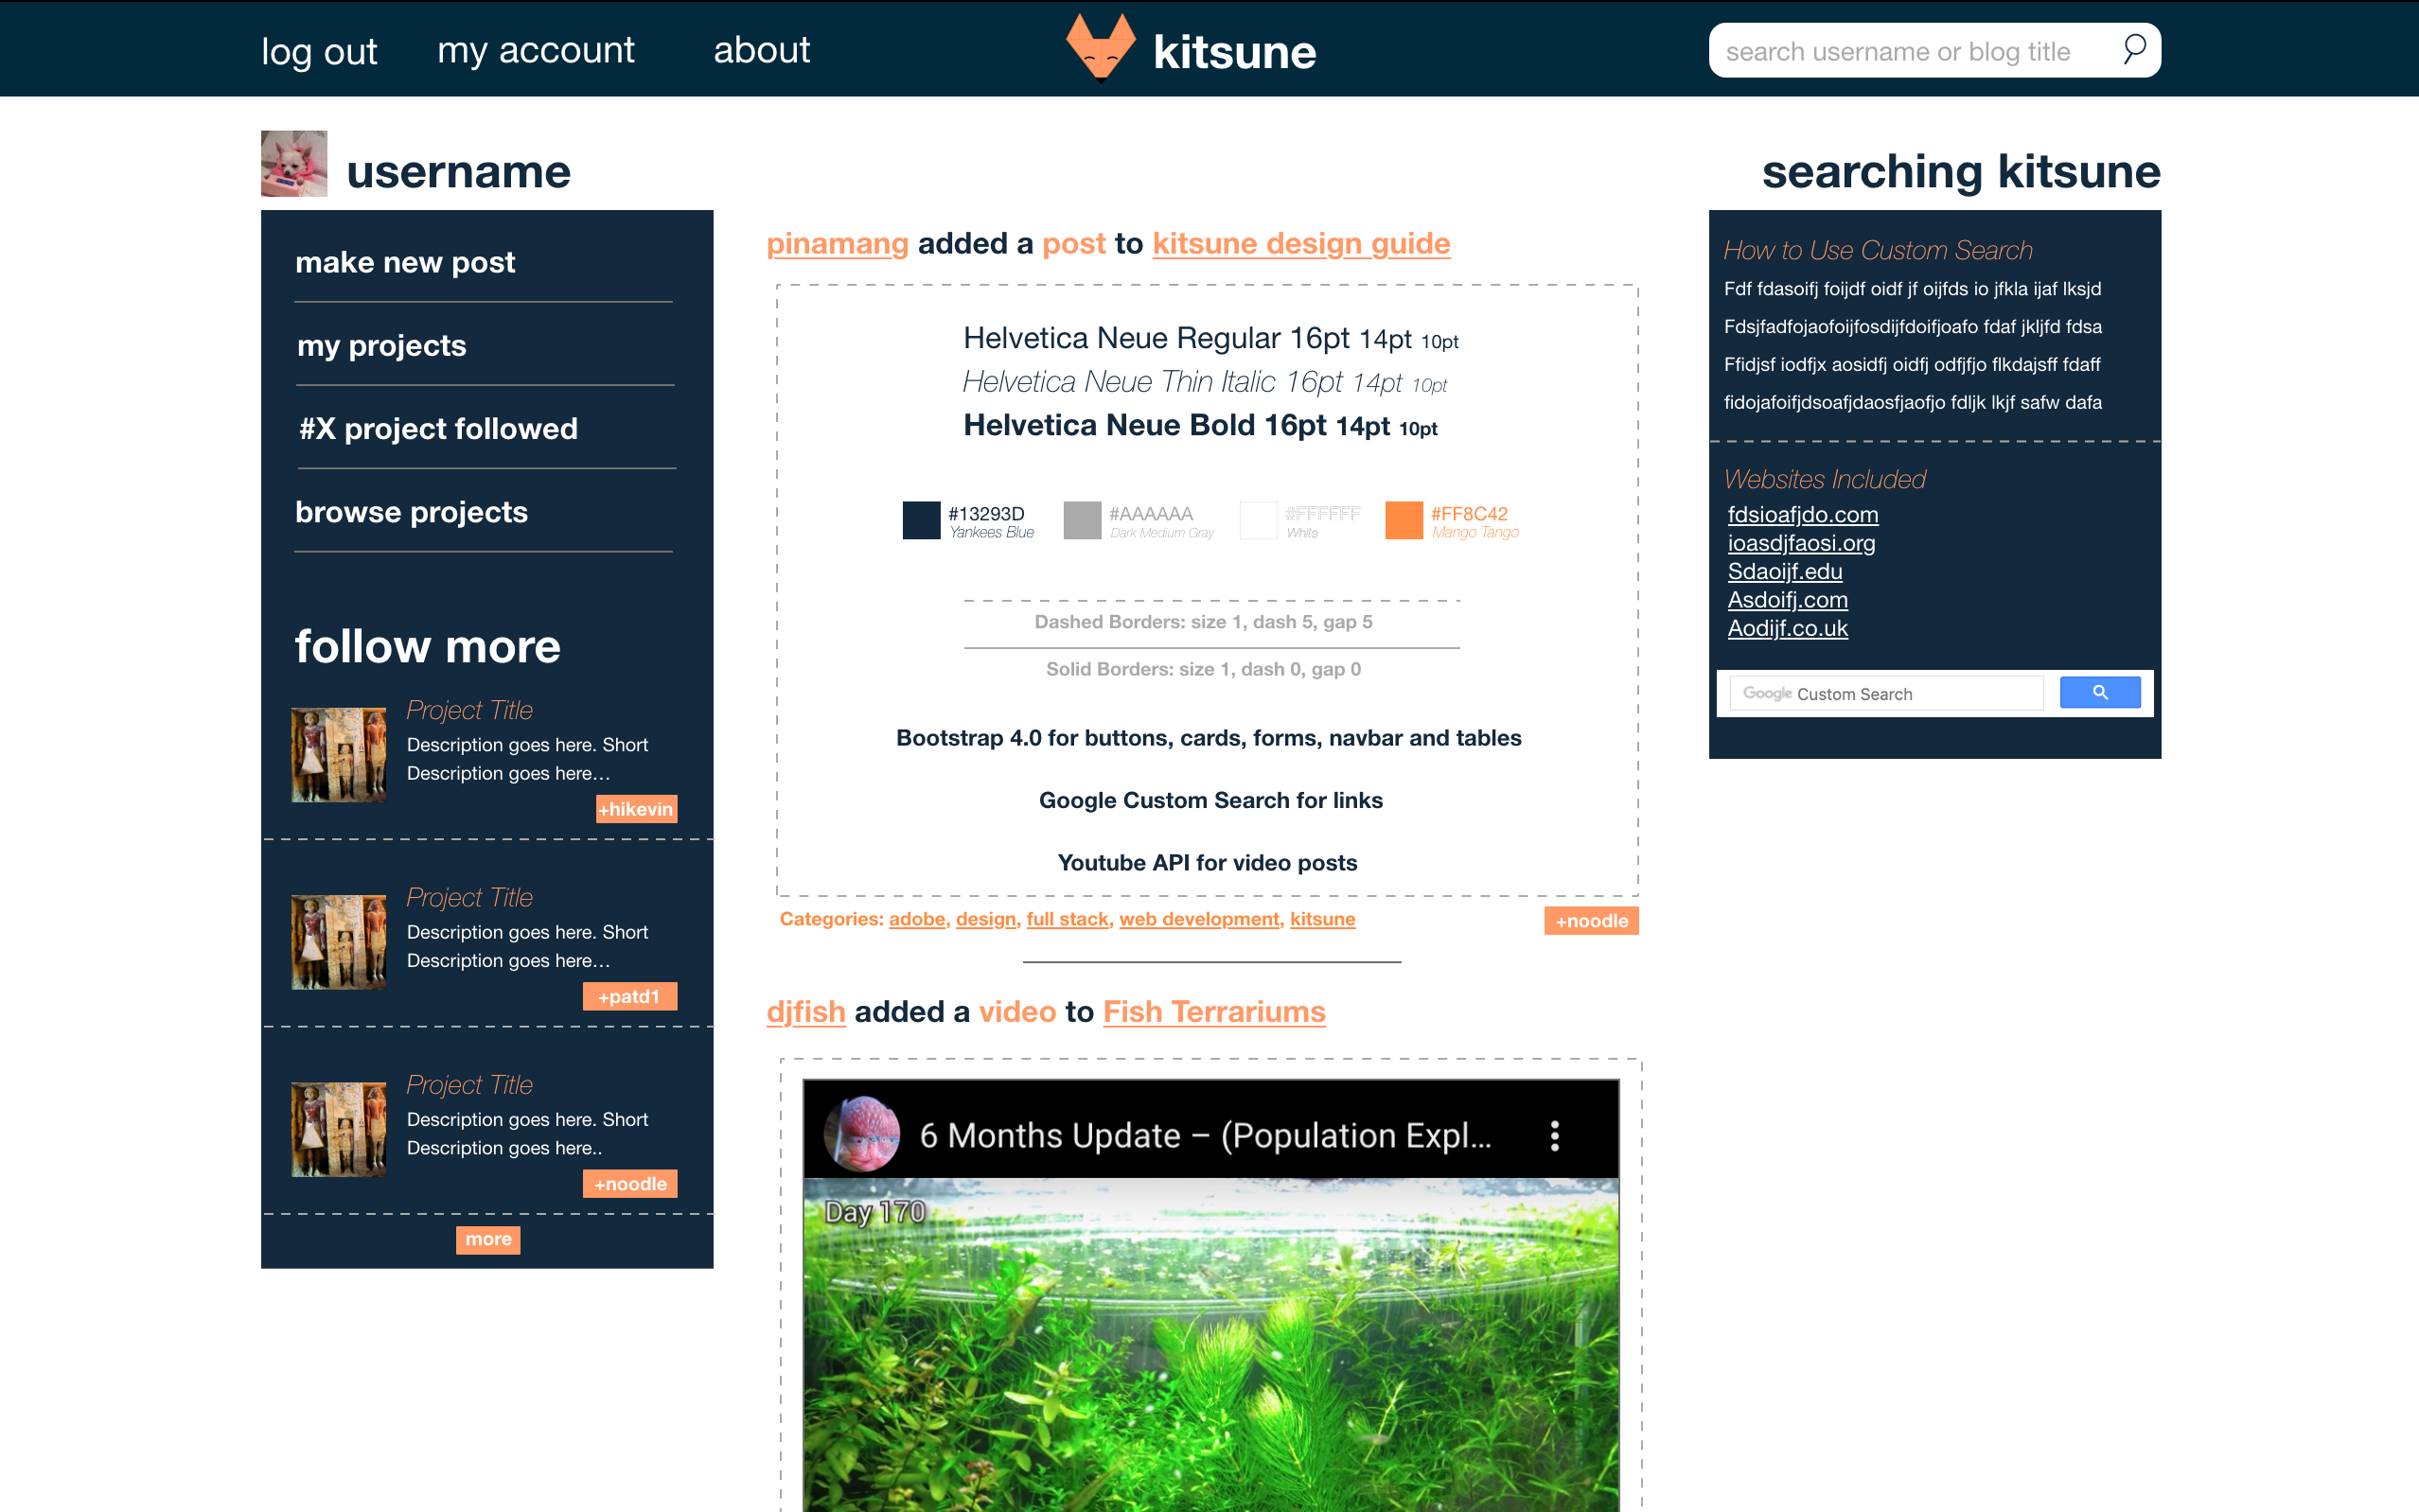 log out my account about kitsune search username or blog title
username
make new post
my projects
#X project followed
browse projects
follow more
Project Title
Description goes here. Short
Description goes here...
+hikevin
Project Title
Description goes here. Short
Description goes here...
+patd1
Project Title
Description goes here. Short
Description goes here..
+noodle
more
pinamang added a post to kitsune design guide
Helvetica Neue Regular 16pt 14pt 10pt
Helvetica Neue Thin Italic 16pt 14pt 10pt
Helvetica Neue Bold 16pt 14pt 10pt
#13293D
Yankees Blue
#AAAAAA
Dark Medium Gray
#FFFFFF
White
#FF8C42
Mango Tango
Dashed Borders: size 1, dash 5, gap 5
Solid Borders: size 1, dash 0, gap 0
Bootstrap 4.0 for buttons, cards, forms, navbar and tables
Google Custom Search for links
Youtube API for video posts
Categories: adobe, design, full stack, web development, kitsune
+noodle
djfish added a video to Fish Terrariums
6 Months Update – (Population Expl...
Day 170
searching kitsune
How to Use Custom Search
Fdf fdasoifj foijdf oidf jf oijfds io jfkla ijaf lksjd
Fdsjfadfojaofoijfosdijfdoifjoafo fdaf jkljfd fdsa
Ffidjsf iodfjx aosidfj oidfj odfjfjo flkdajsff fdaff
fidojafoifjdsoafjdaosfjaofjo fdljk lkjf safw dafa
Websites Included
fdsioafjdo.com
ioasdjfaosi.org
Sdaoijf.edu
Asdoifj.com
Aodijf.co.uk
Google Custom Search